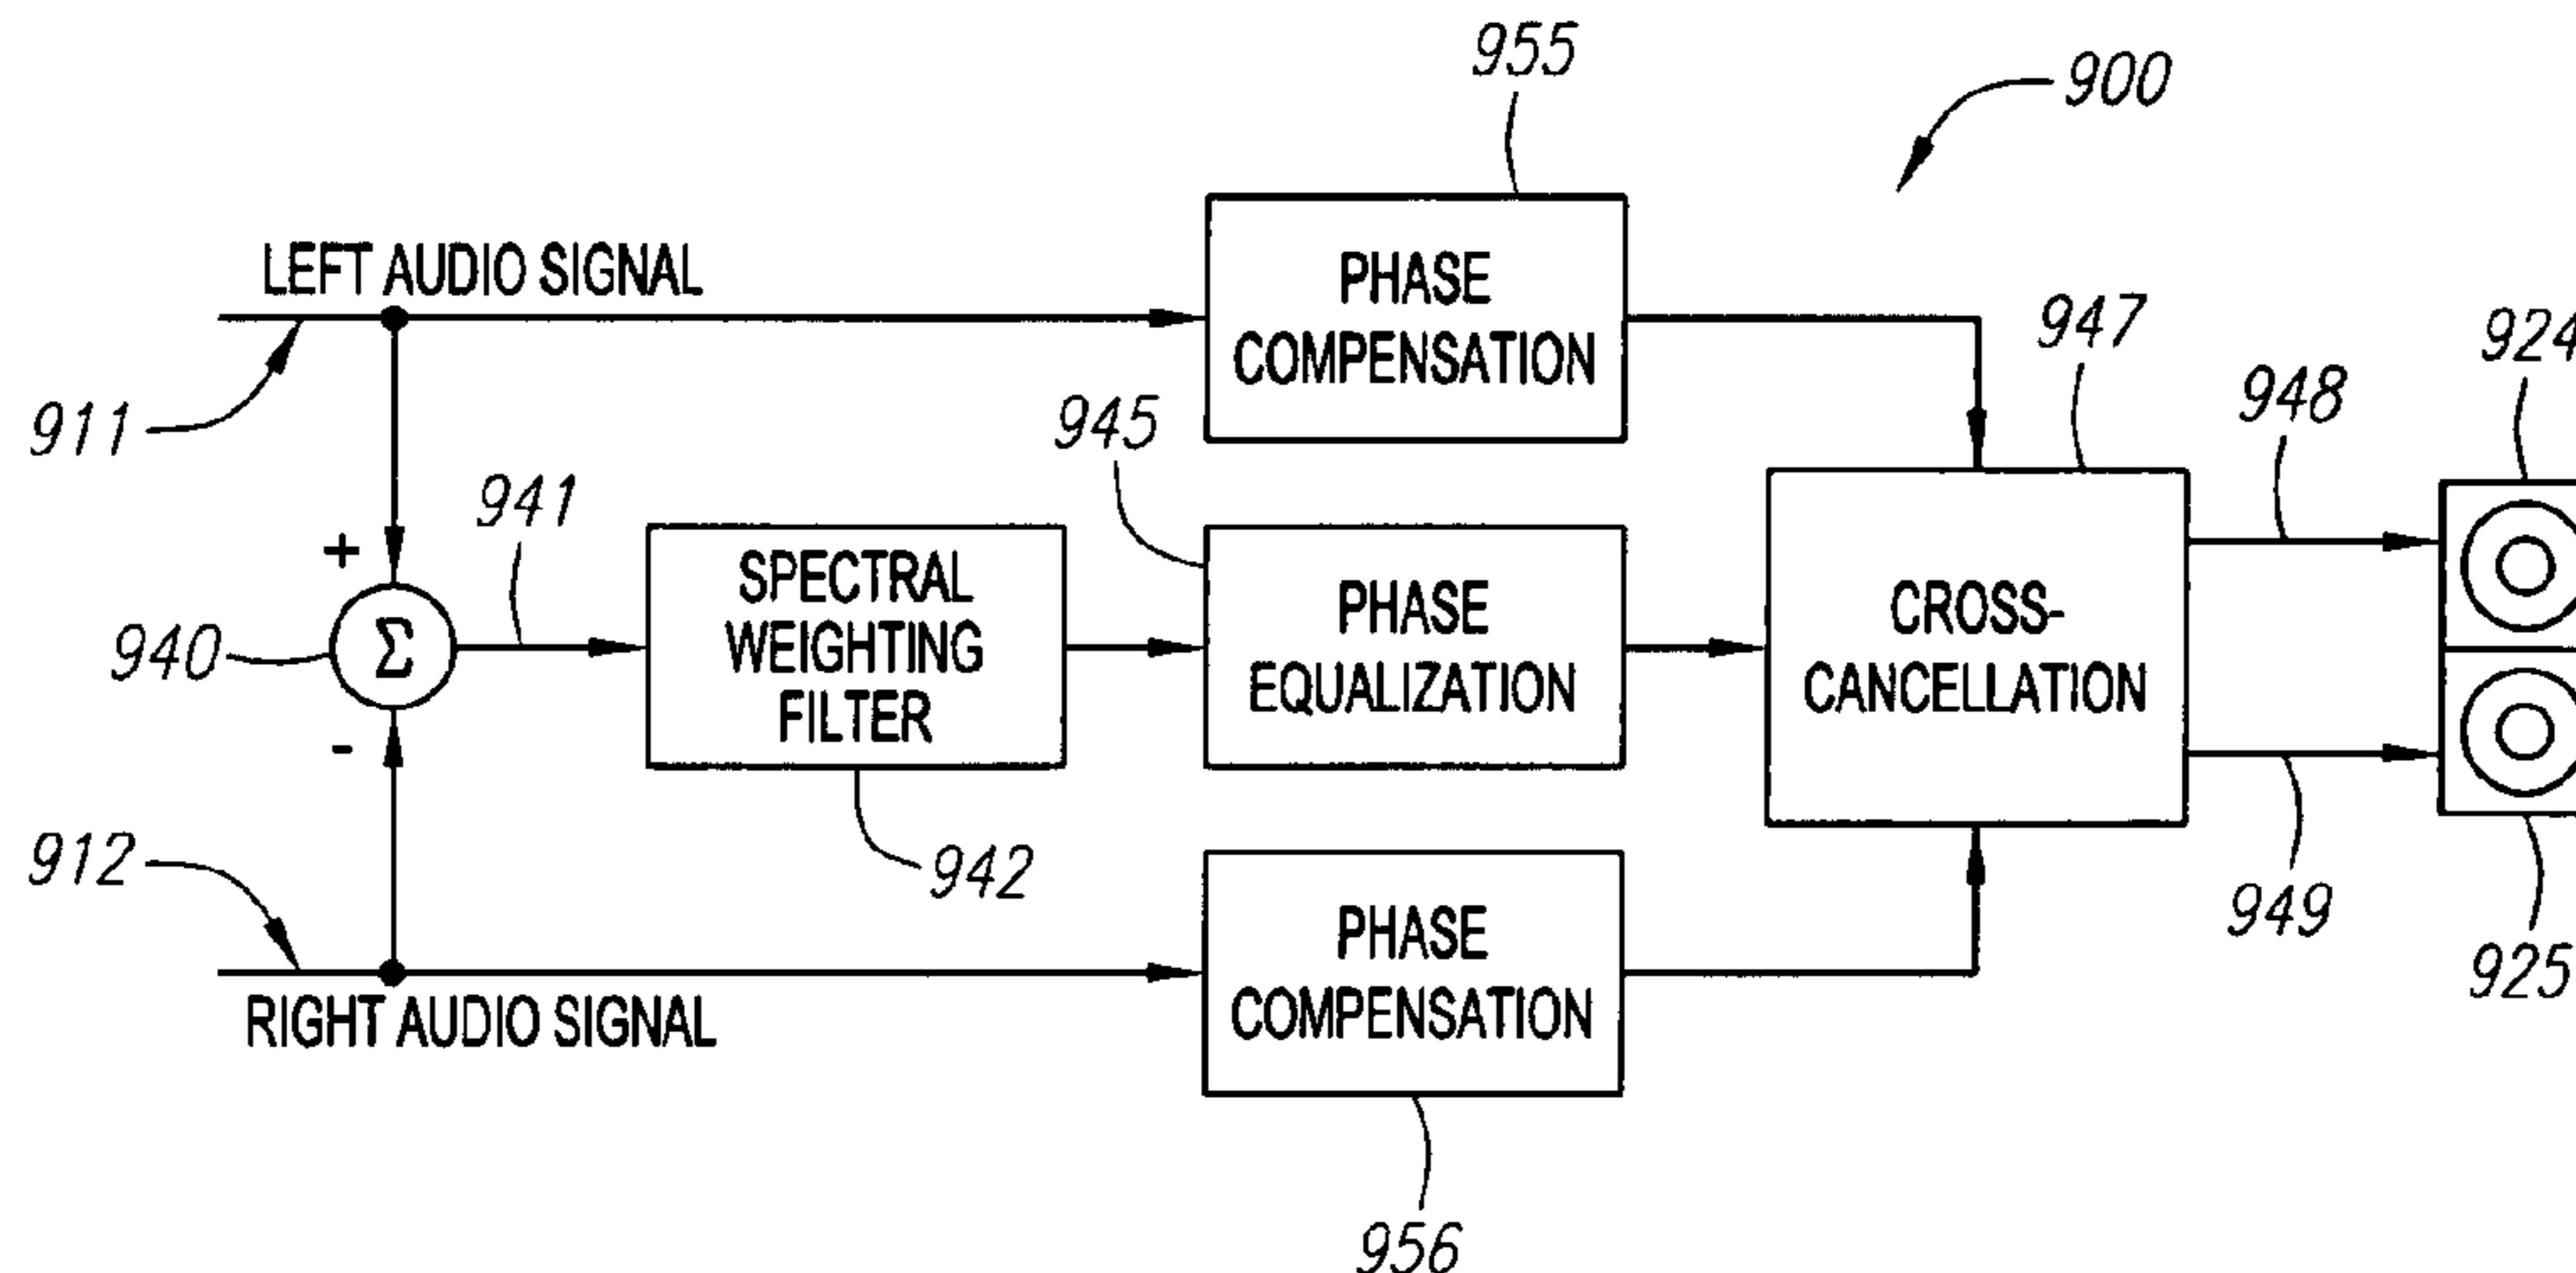 955
900
LEFT AUDIO SIGNAL
PHASE
COMPENSATION
947
924
948
911
945
941
+
SPECTRAL
WEIGHTING
FILTER
PHASE
EQUALIZATION
CROSS-
CANCELLATION
940
Σ
-
912
942
949
PHASE
COMPENSATION
925
RIGHT AUDIO SIGNAL
956